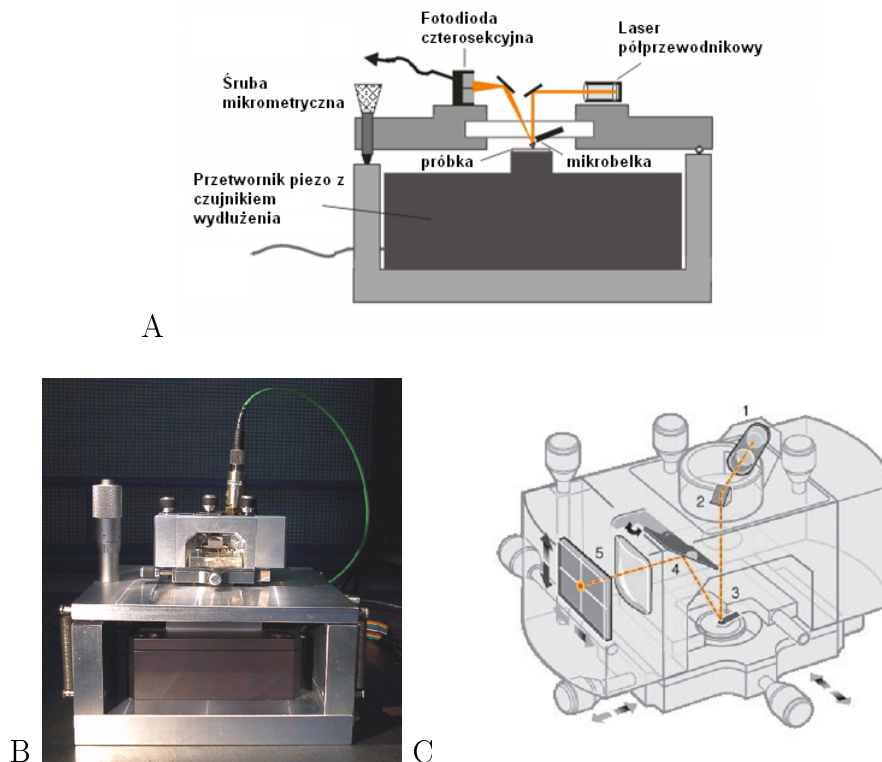 Fotodioda
czterosekcyjna
Laser
półprzewodnikowy
Śruba
mikrometryczna
próbka
mikrobelka
Przetwornik piezo z
czujnikiem
wydłużenia
A
B
C
1
2
3
4
5